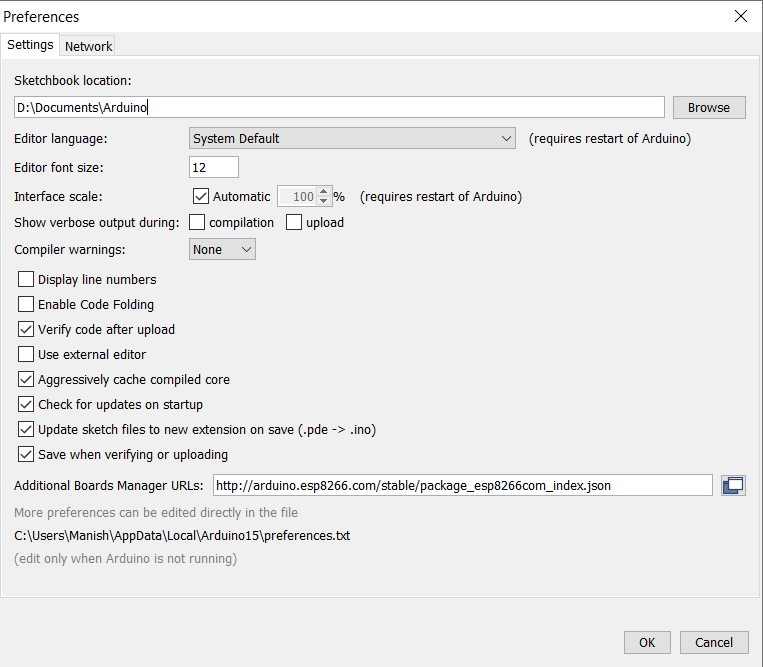 Preferences
Settings Network
Sketchbook location:
D:\Documents\Arduino Browse
Editor language: System Default (requires restart of Arduino)
Editor font size: 12
Interface scale: Automatic 100 % (requires restart of Arduino)
Show verbose output during: compilation upload
Compiler warnings: None
Display line numbers
Enable Code Folding
Verify code after upload
Use external editor
Aggressively cache compiled core
Check for updates on startup
Update sketch files to new extension on save (.pde -> .ino)
Save when verifying or uploading
Additional Boards Manager URLs: http://arduino.esp8266.com/stable/package_esp8266com_index.json
More preferences can be edited directly in the file
C:\Users\Manish\AppData\Local\Arduino15\preferences.txt
(edit only when Arduino is not running)
OK Cancel